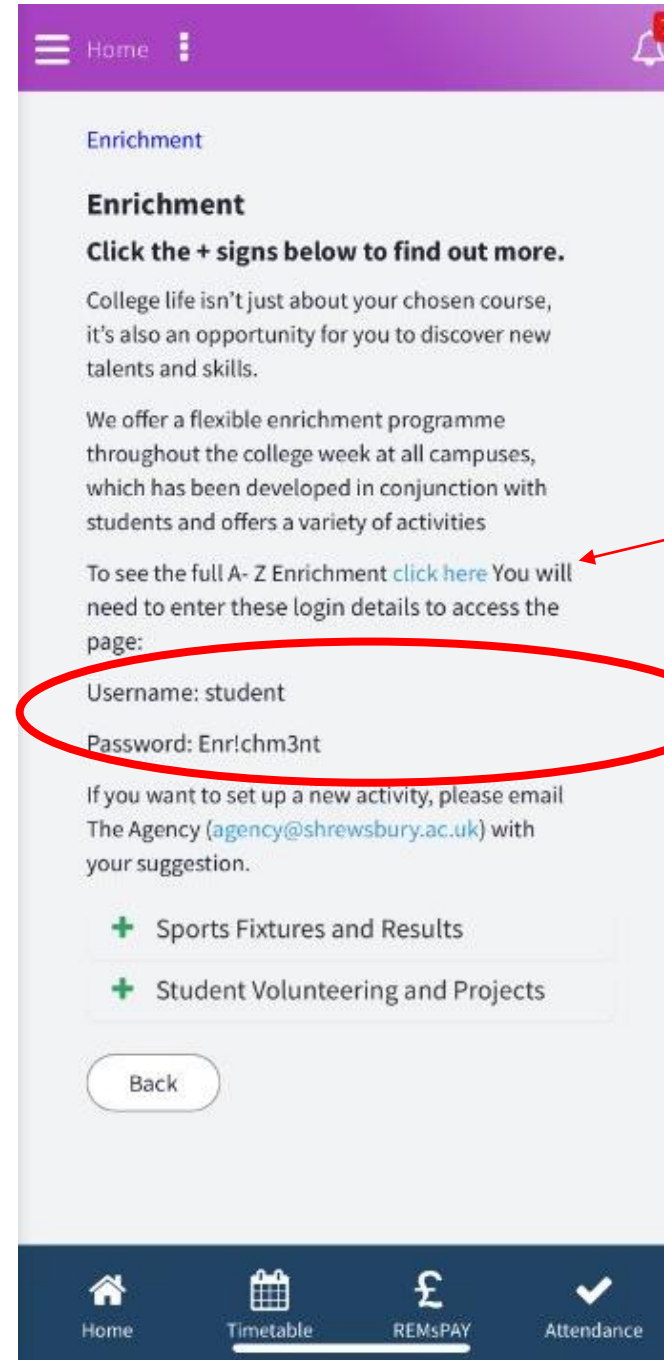 Home
Enrichment
Enrichment
Click the + signs below to find out more.
College life isn't just about your chosen course,
it's also an opportunity for you to discover new
talents and skills.
We offer a flexible enrichment programme
throughout the college week at all campuses,
which has been developed in conjunction with
students and offers a variety of activities
To see the full A- Z Enrichment click here You will
need to enter these login details to access the
page:
Username: student
Password: Enr!chm3nt
If you want to set up a new activity, please email
The Agency (agency@shrewsbury.ac.uk) with
your suggestion.
+ Sports Fixtures and Results
+ Student Volunteering and Projects
Back
Home Timetable REMsPAY Attendance